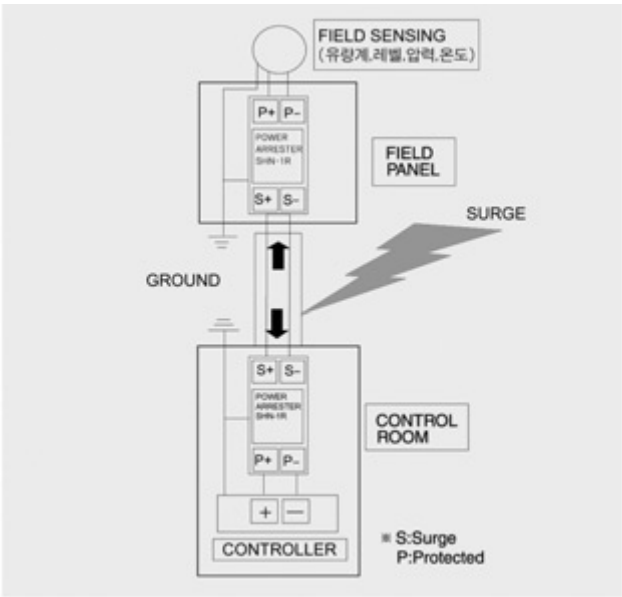 FIELD SENSING
(유량계,레벨,압력,온도)
P+ P-
POWER
ARRESTER
SHN-1R
S+ S-
FIELD
PANEL
SURGE
GROUND
S+ S-
POWER
ARRESTER
SHN-1R
P+ P-
CONTROL
ROOM
+ −
CONTROLLER
※ S:Surge
P:Protected